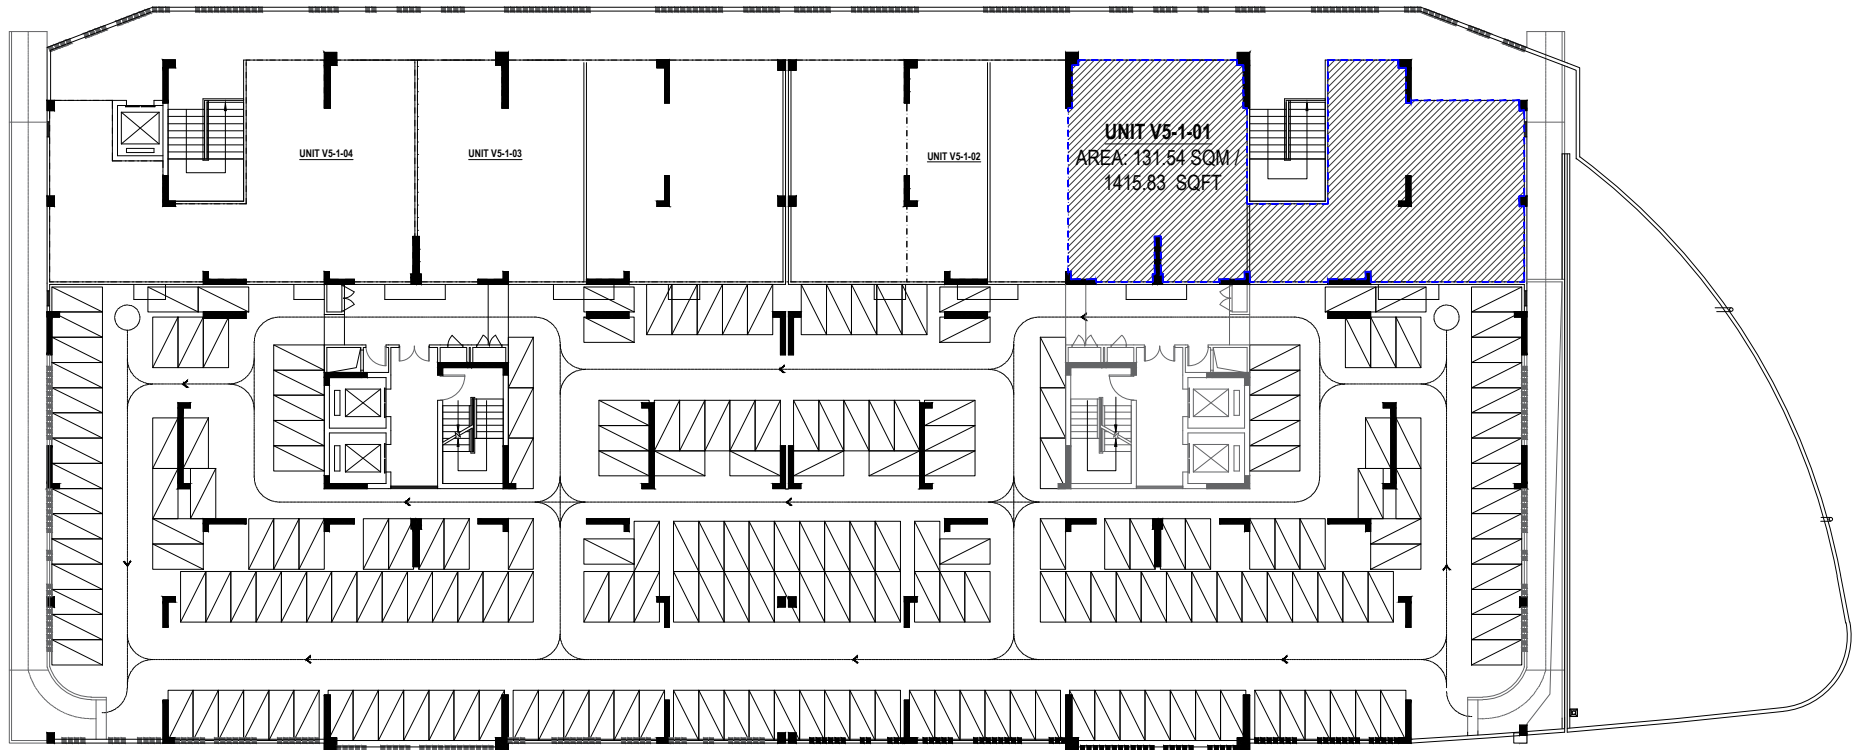 UNIT V5-1-04
UNIT V5-1-03
UNIT V5-1-02
UNIT V5-1-01
AREA: 131.54 SQM /
1415.83 SQFT